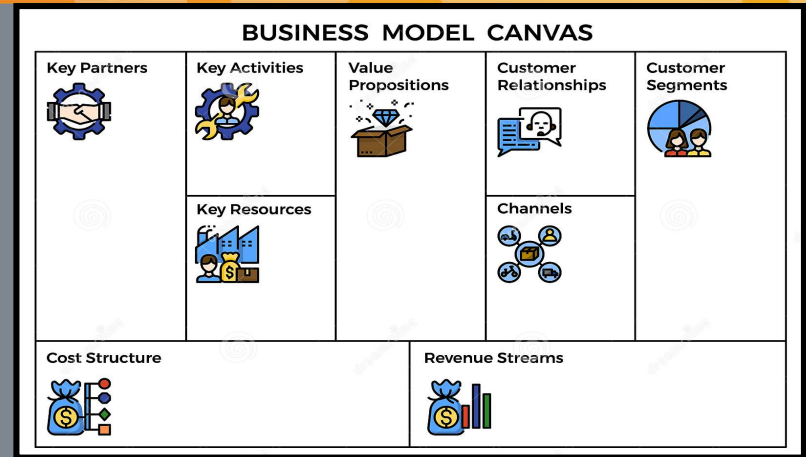 BUSINESS MODEL CANVAS
Key Partners
Key Activities
Value
Propositions
Customer
Relationships
Customer
Segments
Key Resources
$
Channels
Cost Structure
$
Revenue Streams
$